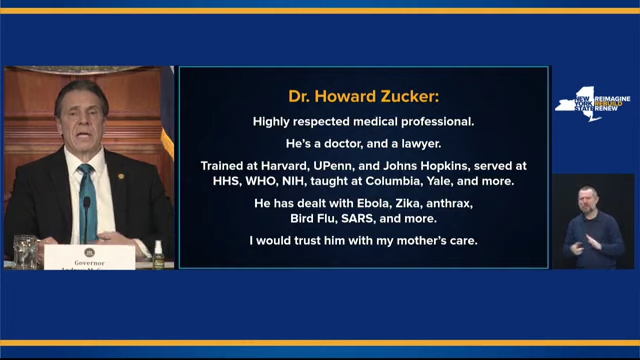 Dr. Howard Zucker:
Highly respected medical professional.
He's a doctor, and a lawyer.
Trained at Harvard, UPenn, and Johns Hopkins, served at
HHS, WHO, NIH, taught at Columbia, Yale, and more.
He has dealt with Ebola, Zika, anthrax,
Bird Flu, SARS, and more.
I would trust him with my mother's care.
NEW
YORK
STATE
REIMAGINE
REBUILD
RENEW
Governor